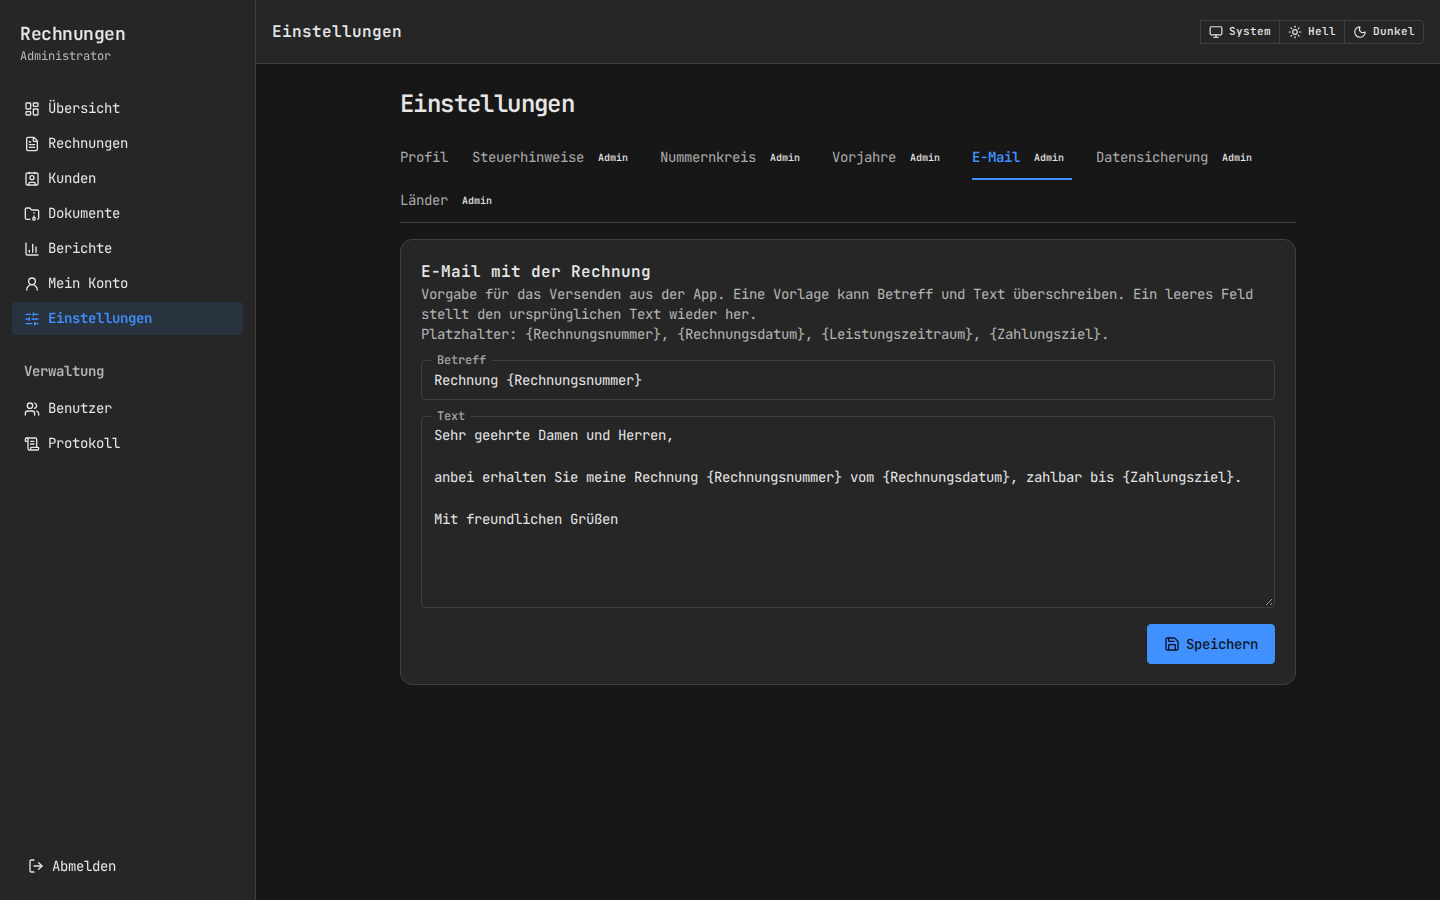 Rechnungen
Administrator
Übersicht
Rechnungen
Kunden
Dokumente
Berichte
Mein Konto
Einstellungen
Verwaltung
Benutzer
Protokoll
Abmelden
Einstellungen
System Hell Dunkel
Einstellungen
Profil Steuerhinweise Admin Nummernkreis Admin Vorjahre Admin E-Mail Admin Datensicherung Admin
Länder Admin
E-Mail mit der Rechnung
Vorgabe für das Versenden aus der App. Eine Vorlage kann Betreff und Text überschreiben. Ein leeres Feld
stellt den ursprünglichen Text wieder her.
Platzhalter: {Rechnungsnummer}, {Rechnungsdatum}, {Leistungszeitraum}, {Zahlungsziel}.
Betreff
Rechnung {Rechnungsnummer}
Text
Sehr geehrte Damen und Herren,
anbei erhalten Sie meine Rechnung {Rechnungsnummer} vom {Rechnungsdatum}, zahlbar bis {Zahlungsziel}.
Mit freundlichen Grüßen
Speichern